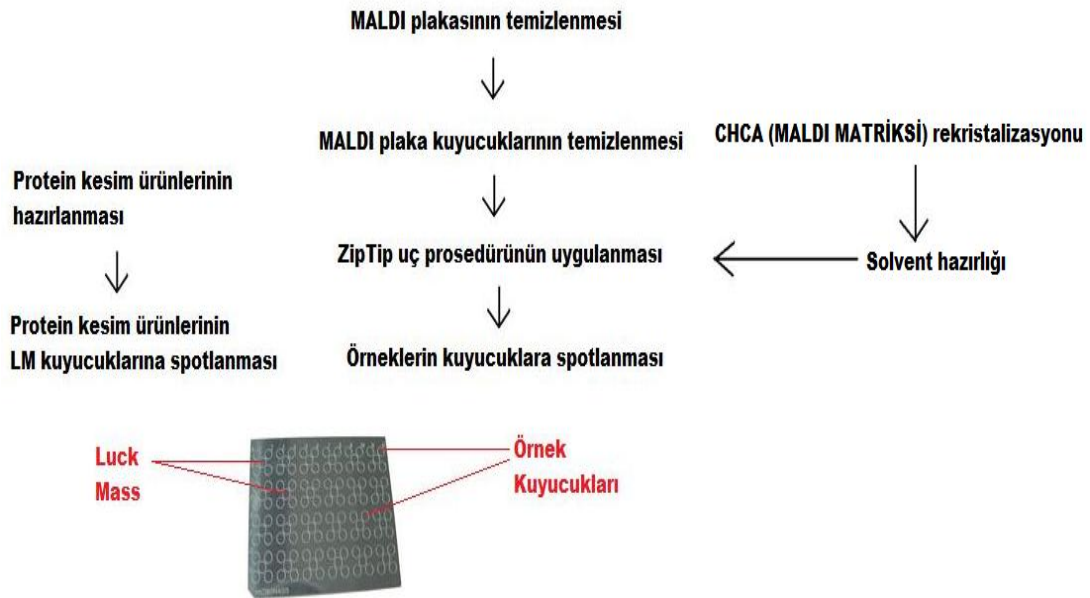 MALDI plakasının temizlenmesi
MALDI plaka kuyucuklarının temizlenmesi
CHCA (MALDI MATRİKSİ) rekristalizasyonu
Protein kesim ürünlerinin
hazırlanması
ZipTip uç prosedürünün uygulanması
Solvent hazırlığı
Protein kesim ürünlerinin
LM kuyucuklarına spotlanması
Örneklerin kuyucuklara spotlanması
Luck
Mass
Örnek
Kuyucukları